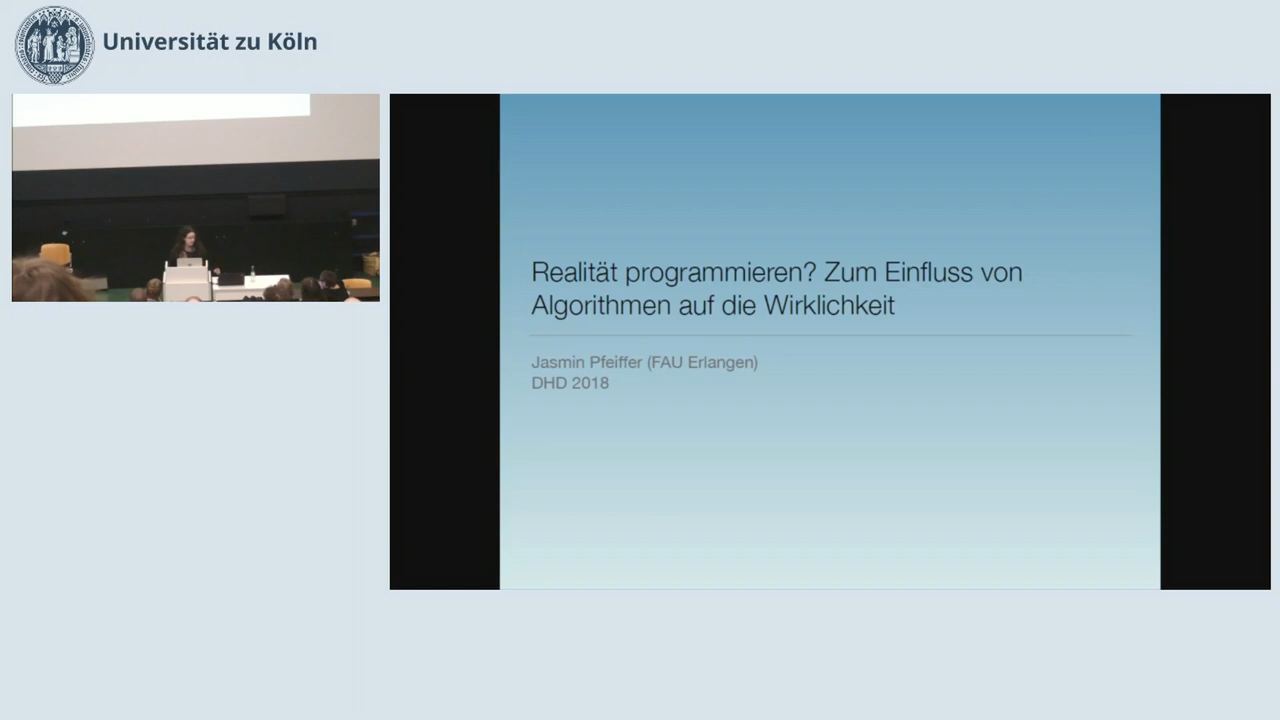 Universität zu Köln
Realität programmieren? Zum Einfluss von
Algorithmen auf die Wirklichkeit
Jasmin Pfeiffer (FAU Erlangen)
DHD 2018